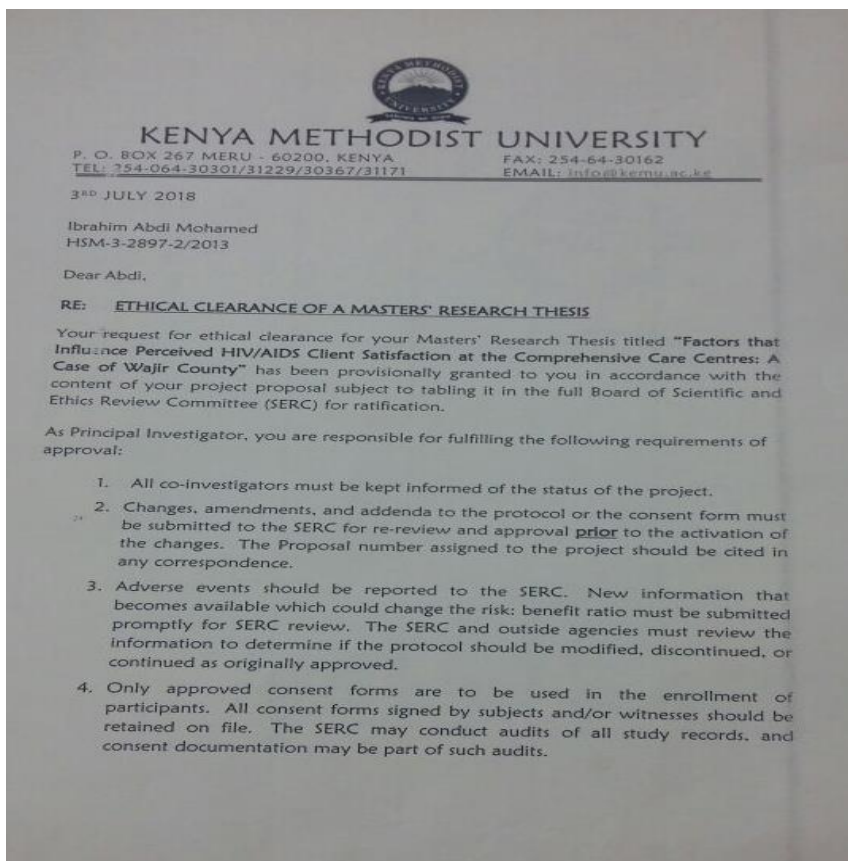 KENYA METHODIST UNIVERSITY
KENYA METHODIST UNIVERSITY
P. O. BOX 267 MERU - 60200, KENYA FAX: 254-64-30162
TEL: 254-064-30301/31229/30367/31171 EMAIL: info@kemu.ac.ke
3RD JULY 2018
Ibrahim Abdi Mohamed
HSM-3-2897-2/2013
Dear Abdi,
RE: ETHICAL CLEARANCE OF A MASTERS' RESEARCH THESIS
Your request for ethical clearance for your Masters' Research Thesis titled "Factors that
Influence Perceived HIV/AIDS Client Satisfaction at the Comprehensive Care Centres: A
Case of Wajir County" has been provisionally granted to you in accordance with the
content of your project proposal subject to tabling it in the full Board of Scientific and
Ethics Review Committee (SERC) for ratification.
As Principal Investigator, you are responsible for fulfilling the following requirements of
approval:
1. All co-investigators must be kept informed of the status of the project.
2. Changes, amendments, and addenda to the protocol or the consent form must
be submitted to the SERC for re-review and approval prior to the activation of
the changes. The Proposal number assigned to the project should be cited in
any correspondence.
3. Adverse events should be reported to the SERC. New information that
becomes available which could change the risk: benefit ratio must be submitted
promptly for SERC review. The SERC and outside agencies must review the
information to determine if the protocol should be modified, discontinued, or
continued as originally approved.
4. Only approved consent forms are to be used in the enrollment of
participants. All consent forms signed by subjects and/or witnesses should be
retained on file. The SERC may conduct audits of all study records, and
consent documentation may be part of such audits.